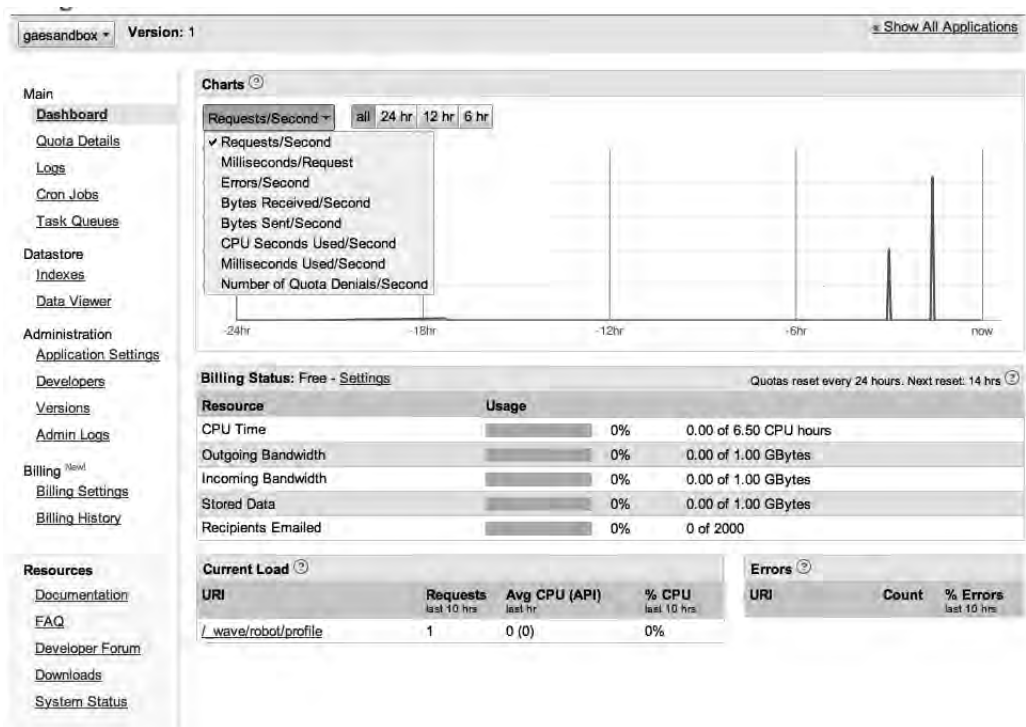 gaesandbox
Version: 1
« Show All Applications
Main
Dashboard
Quota Details
Logs
Cron Jobs
Task Queues
Datastore
Indexes
Data Viewer
Administration
Application Settings
Developers
Versions
Admin Logs
Billing New!
Billing Settings
Billing History
Resources
Documentation
FAQ
Developer Forum
Downloads
System Status
Charts ?
Requests/Second all 24 hr 12 hr 6 hr
✔ Requests/Second
Milliseconds/Request
Errors/Second
Bytes Received/Second
Bytes Sent/Second
CPU Seconds Used/Second
Milliseconds Used/Second
Number of Quota Denials/Second
-24hr -18hr -12hr -6hr now
Billing Status: Free - Settings
Quotas reset every 24 hours. Next reset: 14 hrs ?
Resource Usage
CPU Time 0% 0.00 of 6.50 CPU hours
Outgoing Bandwidth 0% 0.00 of 1.00 GBytes
Incoming Bandwidth 0% 0.00 of 1.00 GBytes
Stored Data 0% 0.00 of 1.00 GBytes
Recipients Emailed 0% 0 of 2000
Current Load ?
URI Requests Avg CPU (API) % CPU
last 10 hrs last hr last 10 hrs
/_wave/robot/profile 1 0 (0) 0%
Errors ?
URI Count % Errors
last 10 hrs